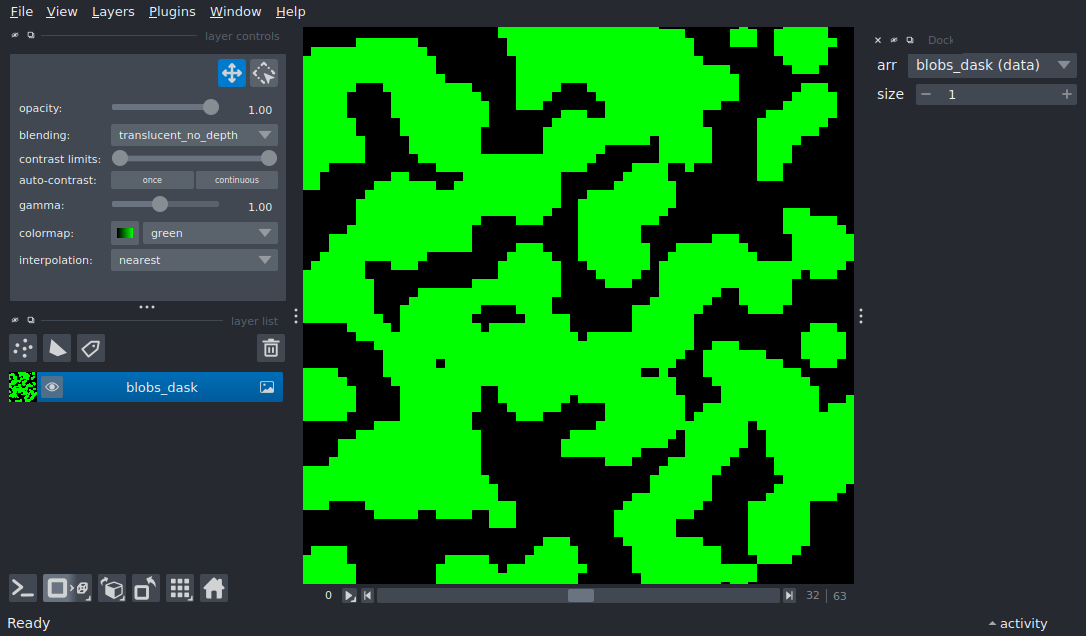 File View Layers Plugins Window Help
layer controls
opacity: 1.00
blending: translucent_no_depth
contrast limits:
auto-contrast: once continuous
gamma: 1.00
colormap: green
interpolation: nearest
layer list
blobs_dask
Ready
0 32 63
activity
Dock
arr blobs_dask (data)
size 1